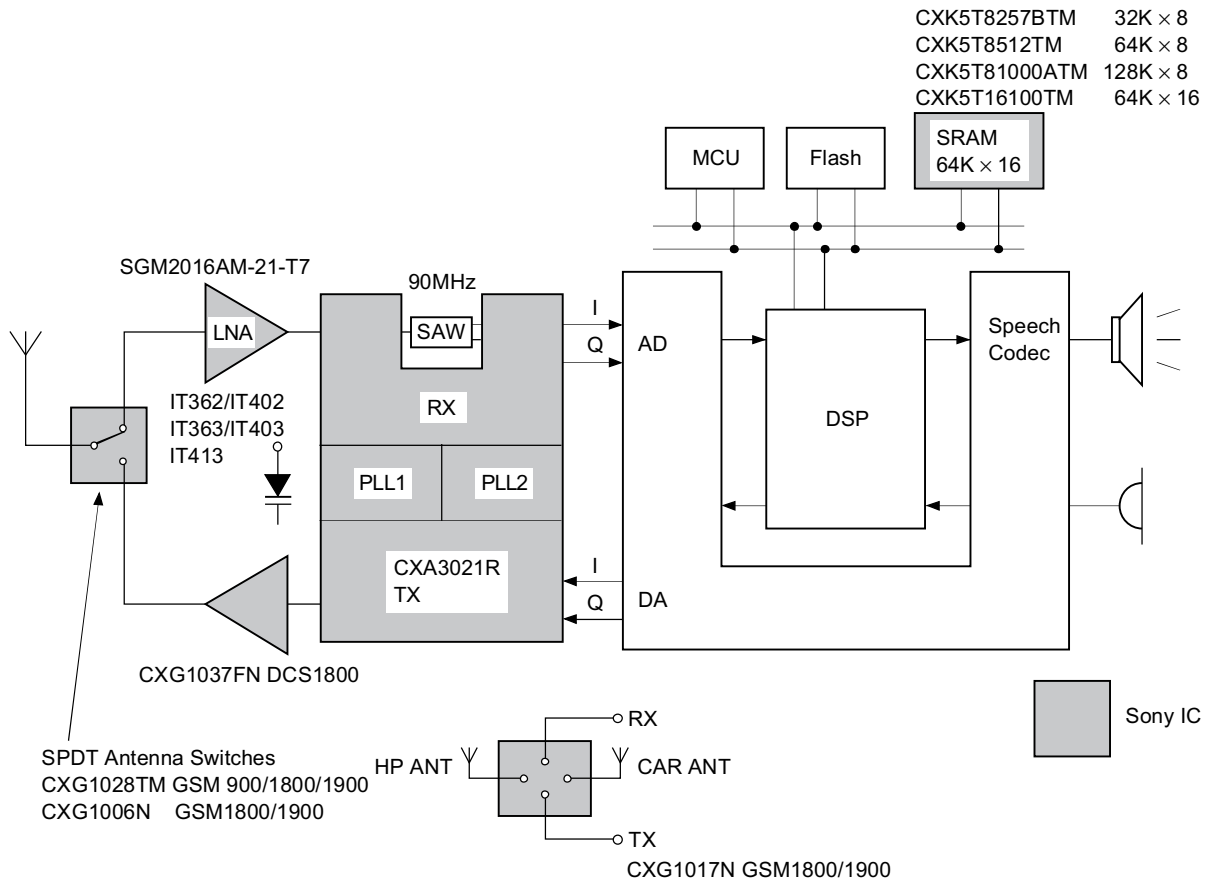 CXK5T8257BTM 32K × 8
CXK5T8512TM 64K × 8
CXK5T81000ATM 128K × 8
CXK5T16100TM 64K × 16
MCU
Flash
SRAM
64K × 16
SGM2016AM-21-T7
90MHz
LNA
SAW
I
Q
AD
Speech
Codec
IT362/IT402
IT363/IT403
IT413
RX
DSP
PLL1
PLL2
CXA3021R
TX
I
Q
DA
CXG1037FN DCS1800
SPDT Antenna Switches
CXG1028TM GSM 900/1800/1900
CXG1006N GSM1800/1900
RX
HP ANT
CAR ANT
TX
CXG1017N GSM1800/1900
Sony IC